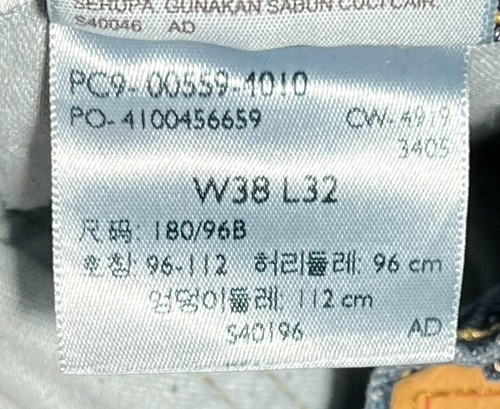 SERUPA GUNAKAN SABUN CUCI CAIR.
S40046 AD
PC9-00559-1010
PO-4100456659 CW-4919
3405
W38 L32
尺码: 180/96B
호칭 96-112 허리둘레: 96 cm
엉덩이둘레: 112 cm
S40196 AD